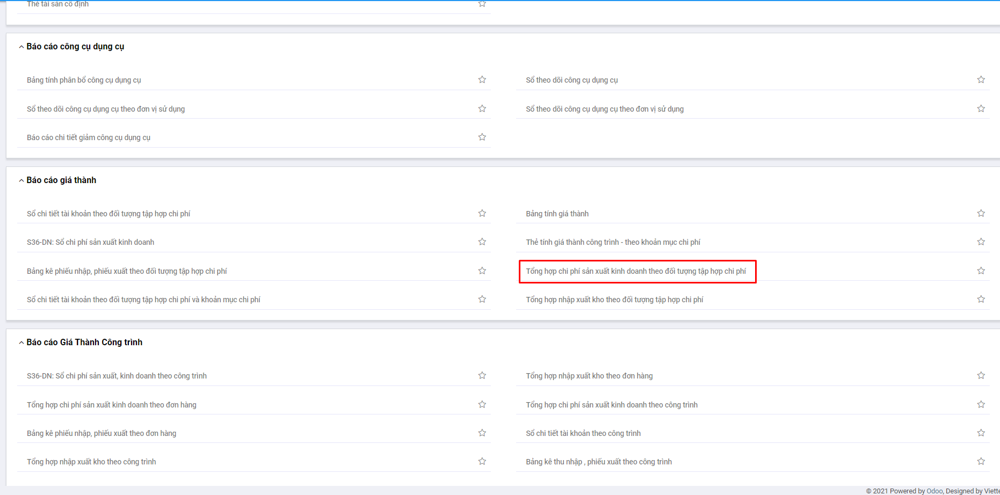 Thẻ tài sản cố định
Báo cáo công cụ dụng cụ
Bảng tính phân bổ công cụ dụng cụ
Sổ theo dõi công cụ dụng cụ
Sổ theo dõi công cụ dụng cụ theo đơn vị sử dụng
Sổ theo dõi công cụ dụng cụ theo đơn vị sử dụng
Báo cáo chi tiết giảm công cụ dụng cụ
Báo cáo giá thành
Sổ chi tiết tài khoản theo đối tượng tập hợp chi phí
Bảng tính giá thành
S36-DN: Sổ chi phí sản xuất kinh doanh
Thẻ tính giá thành công trình - theo khoản mục chi phí
Bảng kê phiếu nhập, phiếu xuất theo đối tượng tập hợp chi phí
Tổng hợp chi phí sản xuất kinh doanh theo đối tượng tập hợp chi phí
Sổ chi tiết tài khoản theo đối tượng tập hợp chi phí và khoản mục chi phí
Tổng hợp nhập xuất kho theo đối tượng tập hợp chi phí
Báo cáo Giá Thành Công trình
S36-DN: Sổ chi phí sản xuất, kinh doanh theo công trình
Tổng hợp nhập xuất kho theo đơn hàng
Tổng hợp chi phí sản xuất kinh doanh theo đơn hàng
Tổng hợp chi phí sản xuất kinh doanh theo công trình
Bảng kê phiếu nhập, phiếu xuất theo đơn hàng
Sổ chi tiết tài khoản theo công trình
Tổng hợp nhập xuất kho theo công trình
Bảng kê thu nhập , phiếu xuất theo công trình
© 2021 Powered by Odoo, Designed by Viette